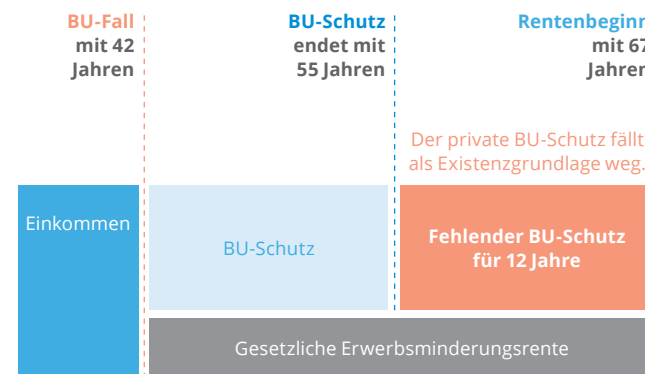 BU-Fall
mit 42
Jahren
BU-Schutz
endet mit
55 Jahren
Rentenbeginn
mit 67
Jahren
Der private BU-Schutz fällt
als Existenzgrundlage weg.
Einkommen
BU-Schutz
Fehlender BU-Schutz
für 12 Jahre
Gesetzliche Erwerbsminderungsrente